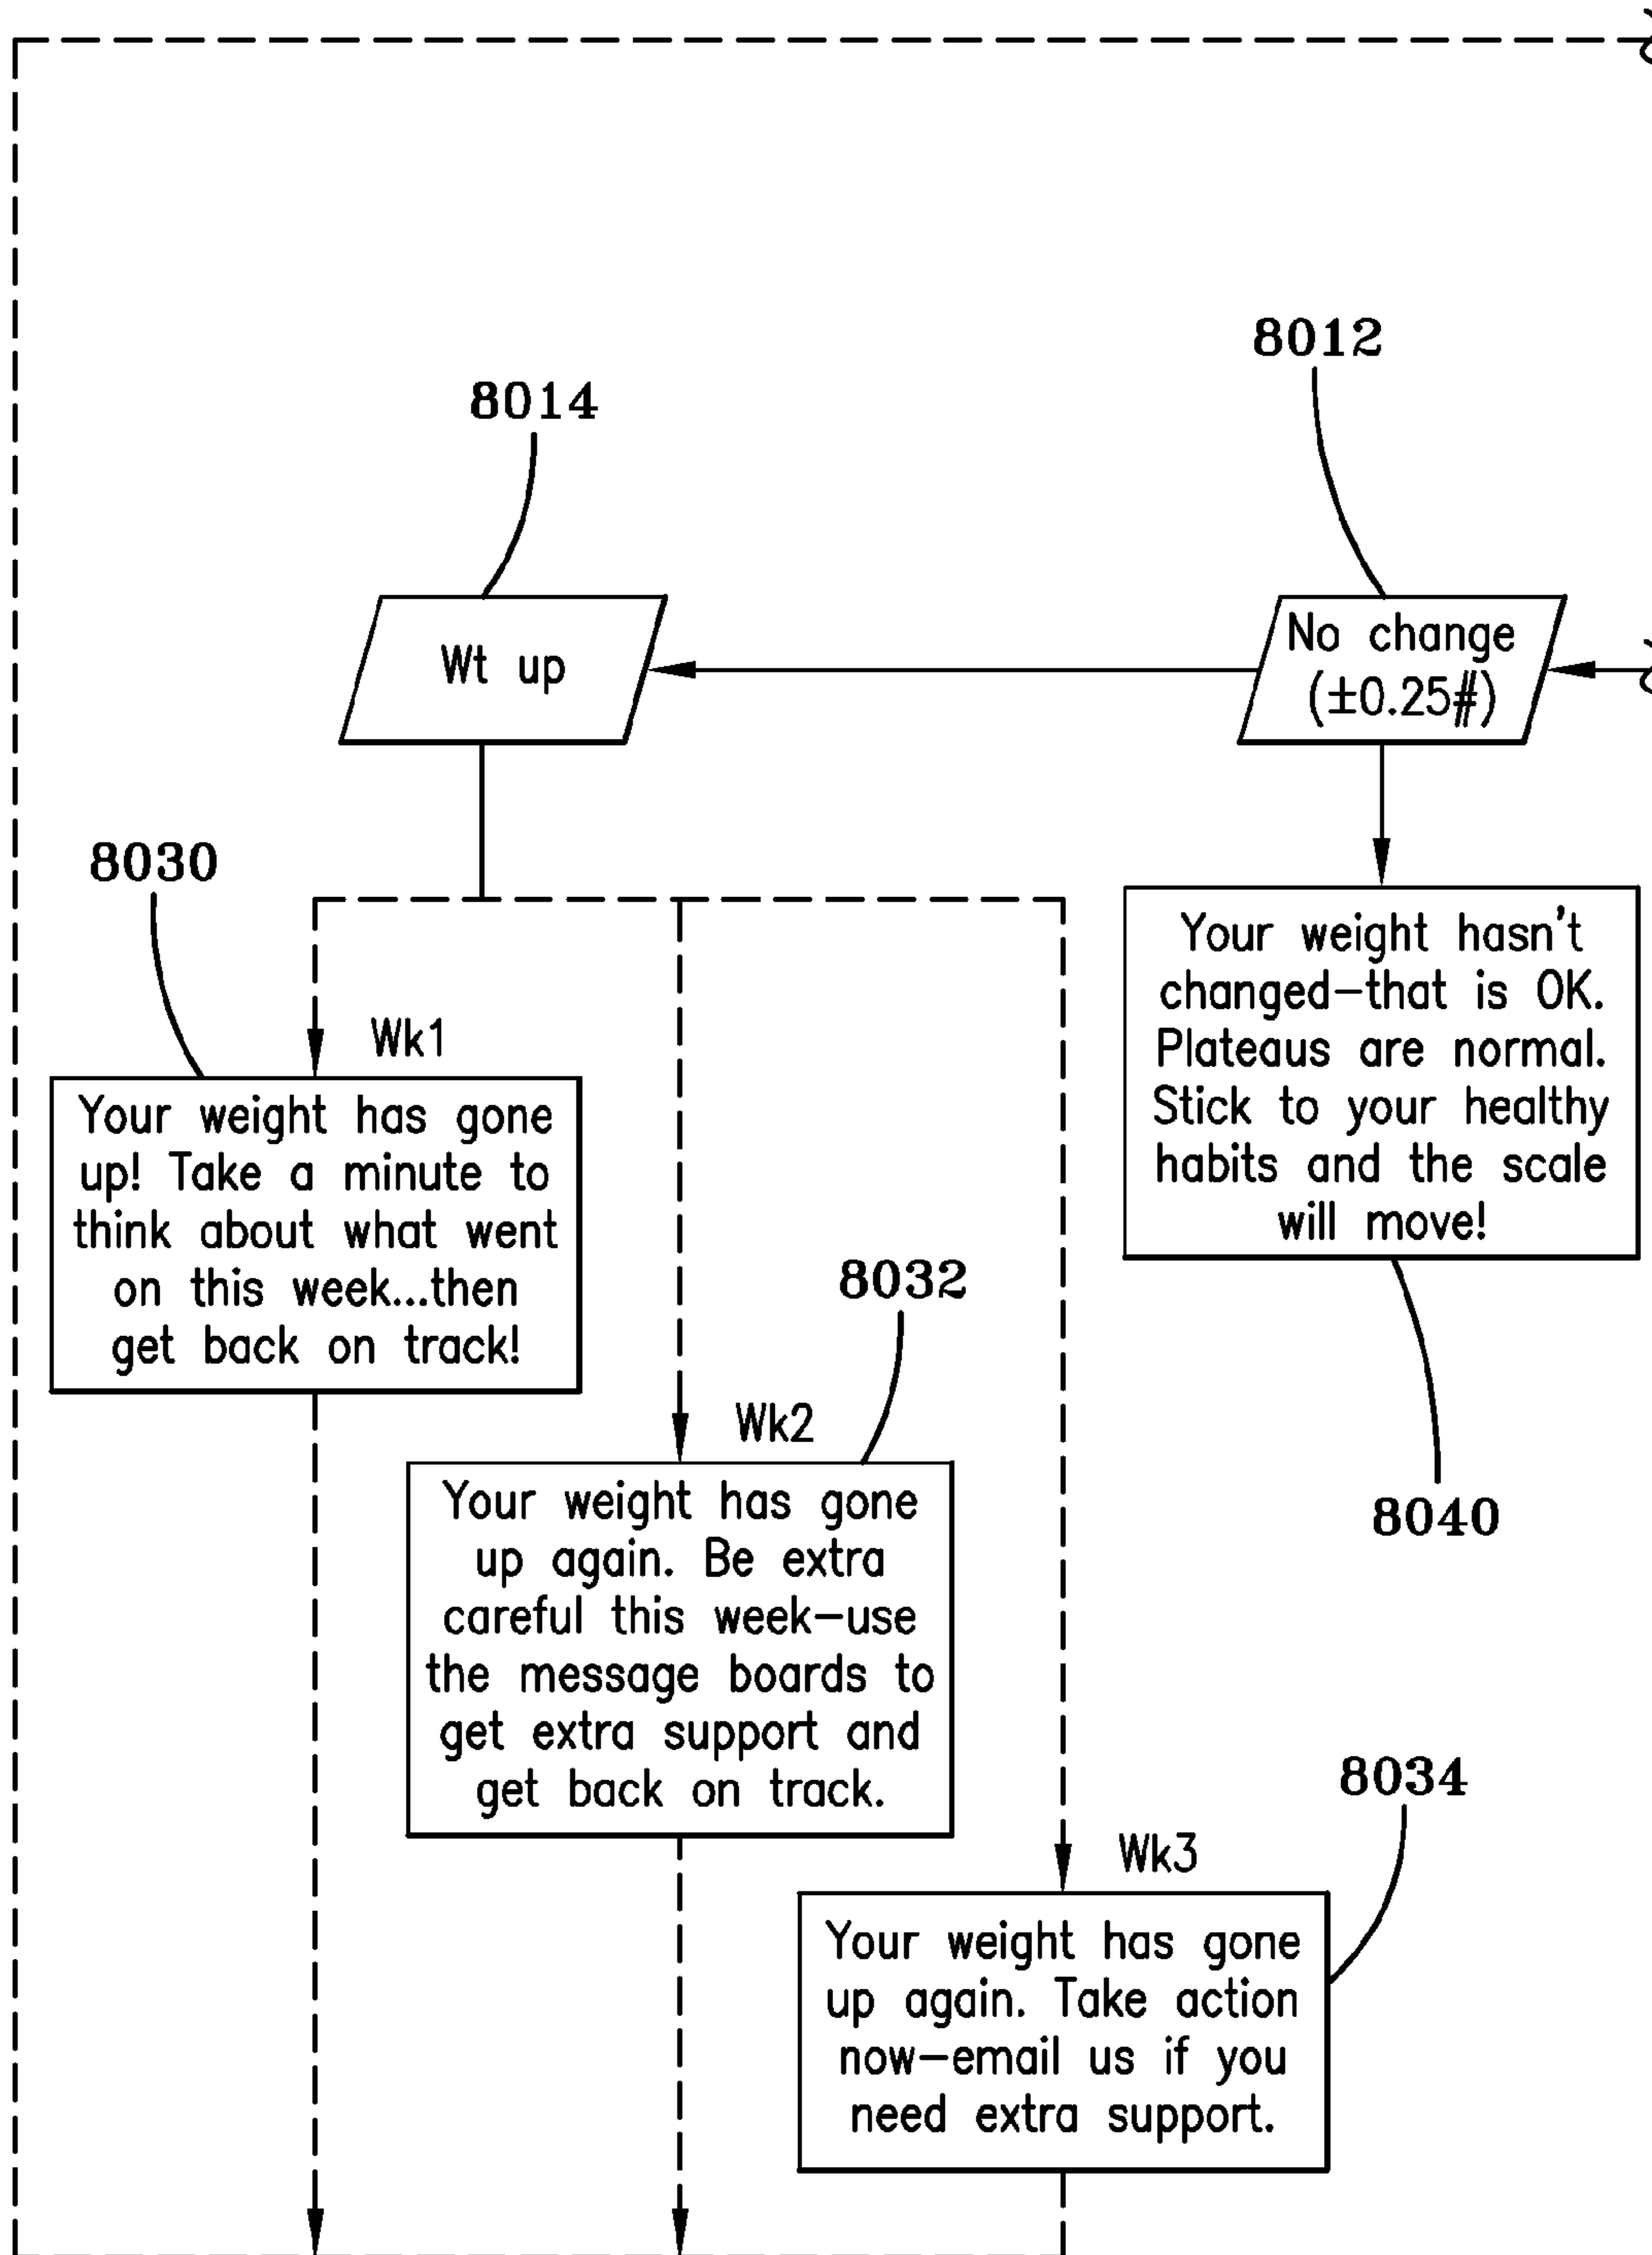 8012
8014
No change
(±0.25#)
Wt up
8030
Your weight hasn't
changed–that is OK.
Plateaus are normal.
Stick to your healthy
habits and the scale
will move!
Wk1
Your weight has gone
up! Take a minute to
think about what went
on this week...then
get back on track!
8032
8040
Wk2
Your weight has gone
up again. Be extra
careful this week–use
the message boards to
get extra support and
get back on track.
8034
Wk3
Your weight has gone
up again. Take action
now–email us if you
need extra support.